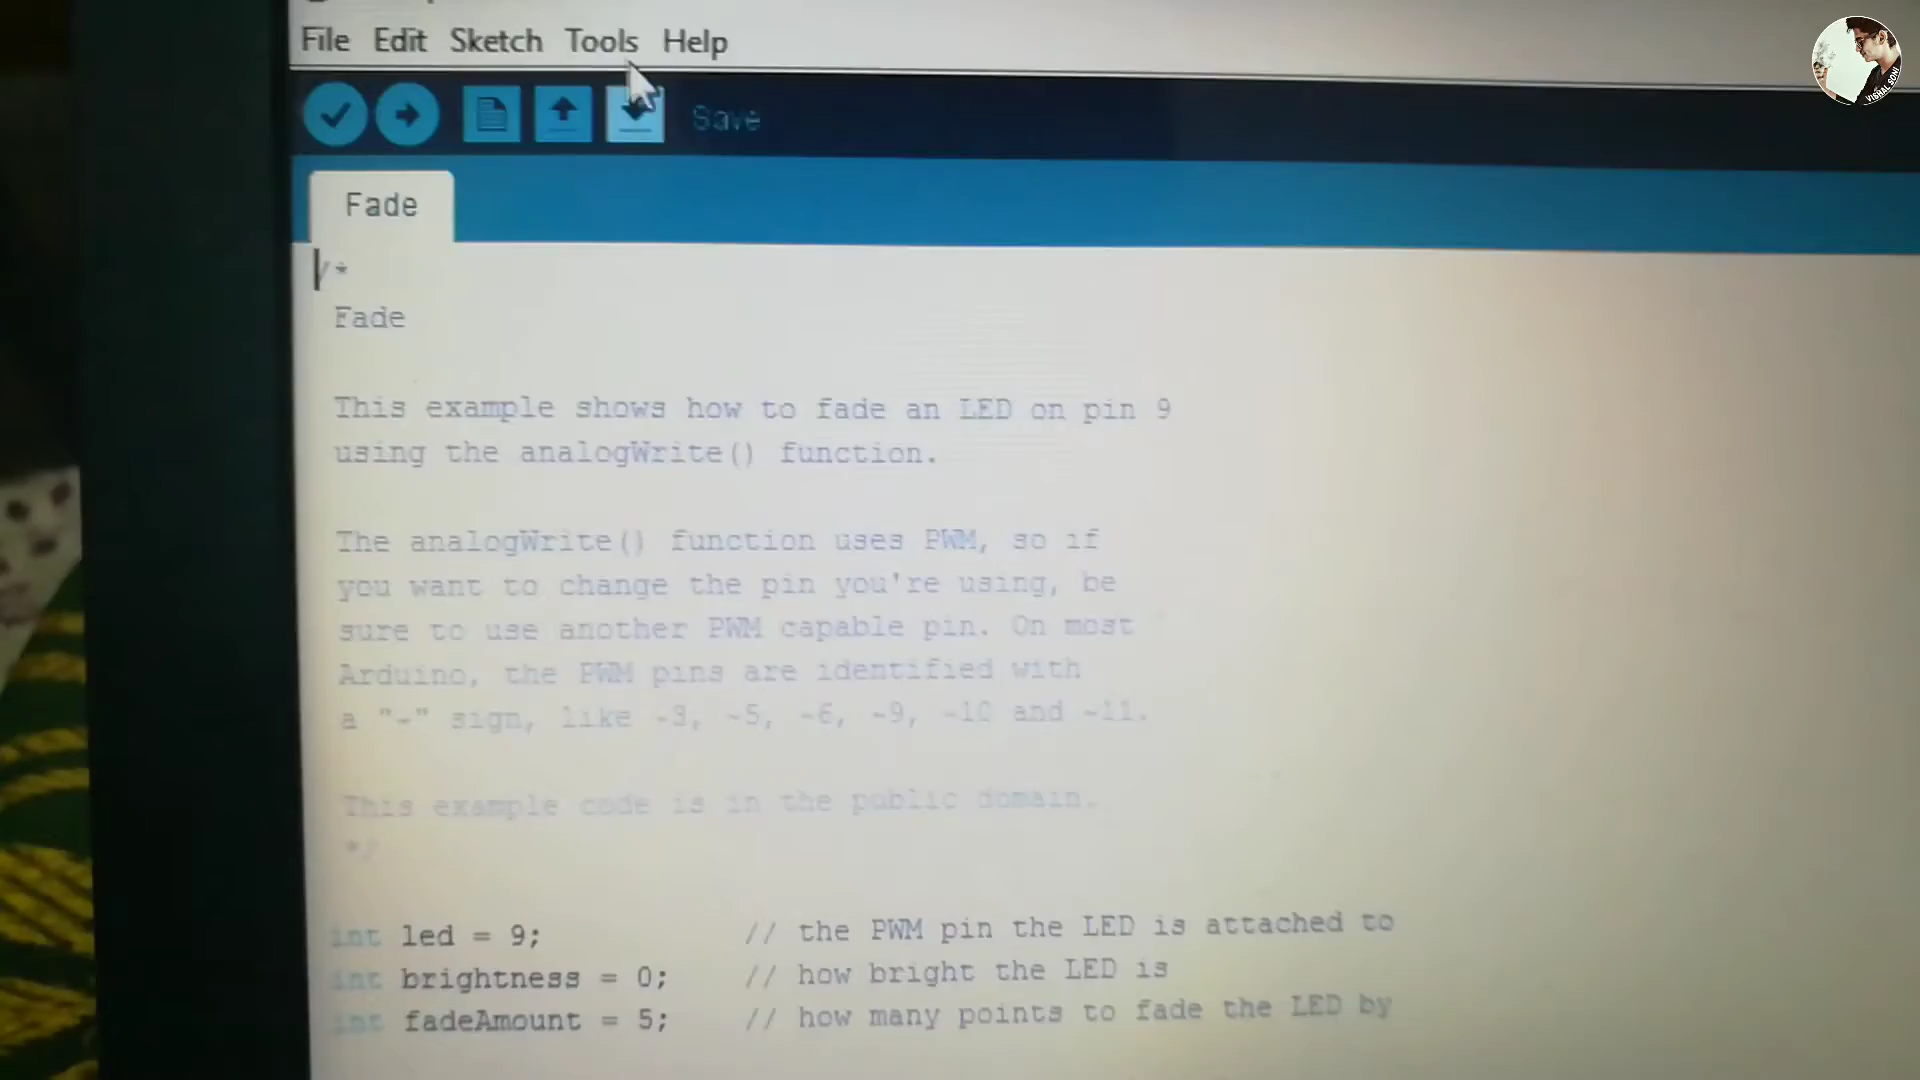 File Edit Sketch Tools Help
Save
Fade
/*
Fade
This example shows how to fade an LED on pin 9
using the analogWrite() function.
The analogWrite() function uses PWM, so if
you want to change the pin you're using, be
sure to use another PWM capable pin. On most
Arduino, the PWM pins are identified with
a "~" sign, like ~3, ~5, ~6, ~9, ~10 and ~11.
This example code is in the public domain.
*/
int led = 9; // the PWM pin the LED is attached to
int brightness = 0; // how bright the LED is
int fadeAmount = 5; // how many points to fade the LED by
VISHAL SONI